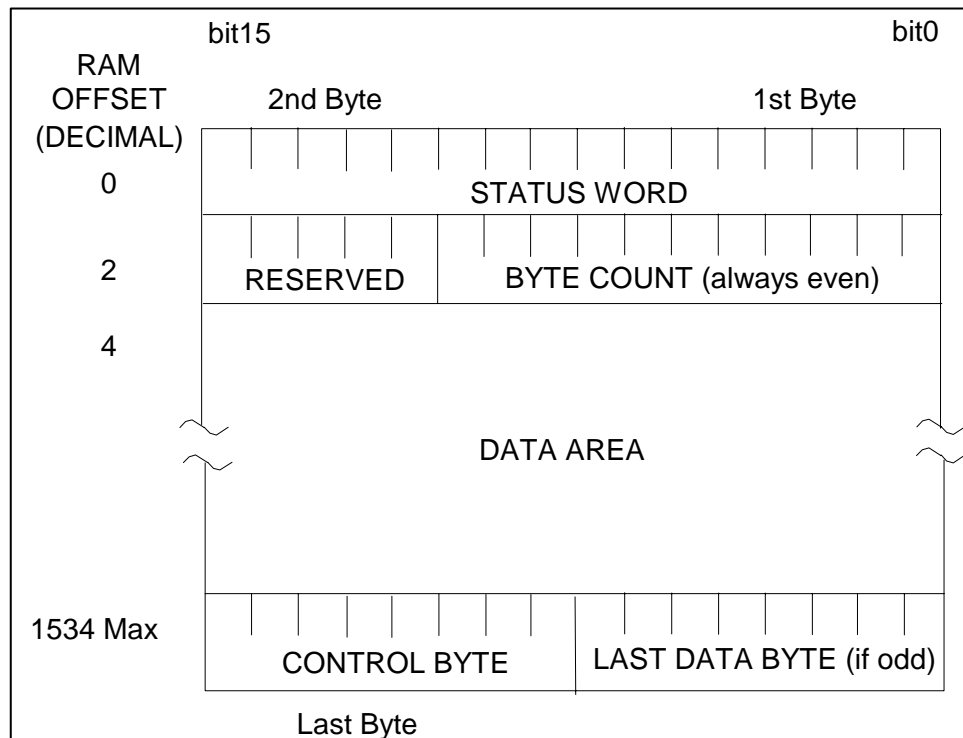 bit15 bit0
RAM
OFFSET
(DECIMAL)
2nd Byte 1st Byte
0 STATUS WORD
2 RESERVED BYTE COUNT (always even)
4
DATA AREA
1534 Max CONTROL BYTE LAST DATA BYTE (if odd)
Last Byte